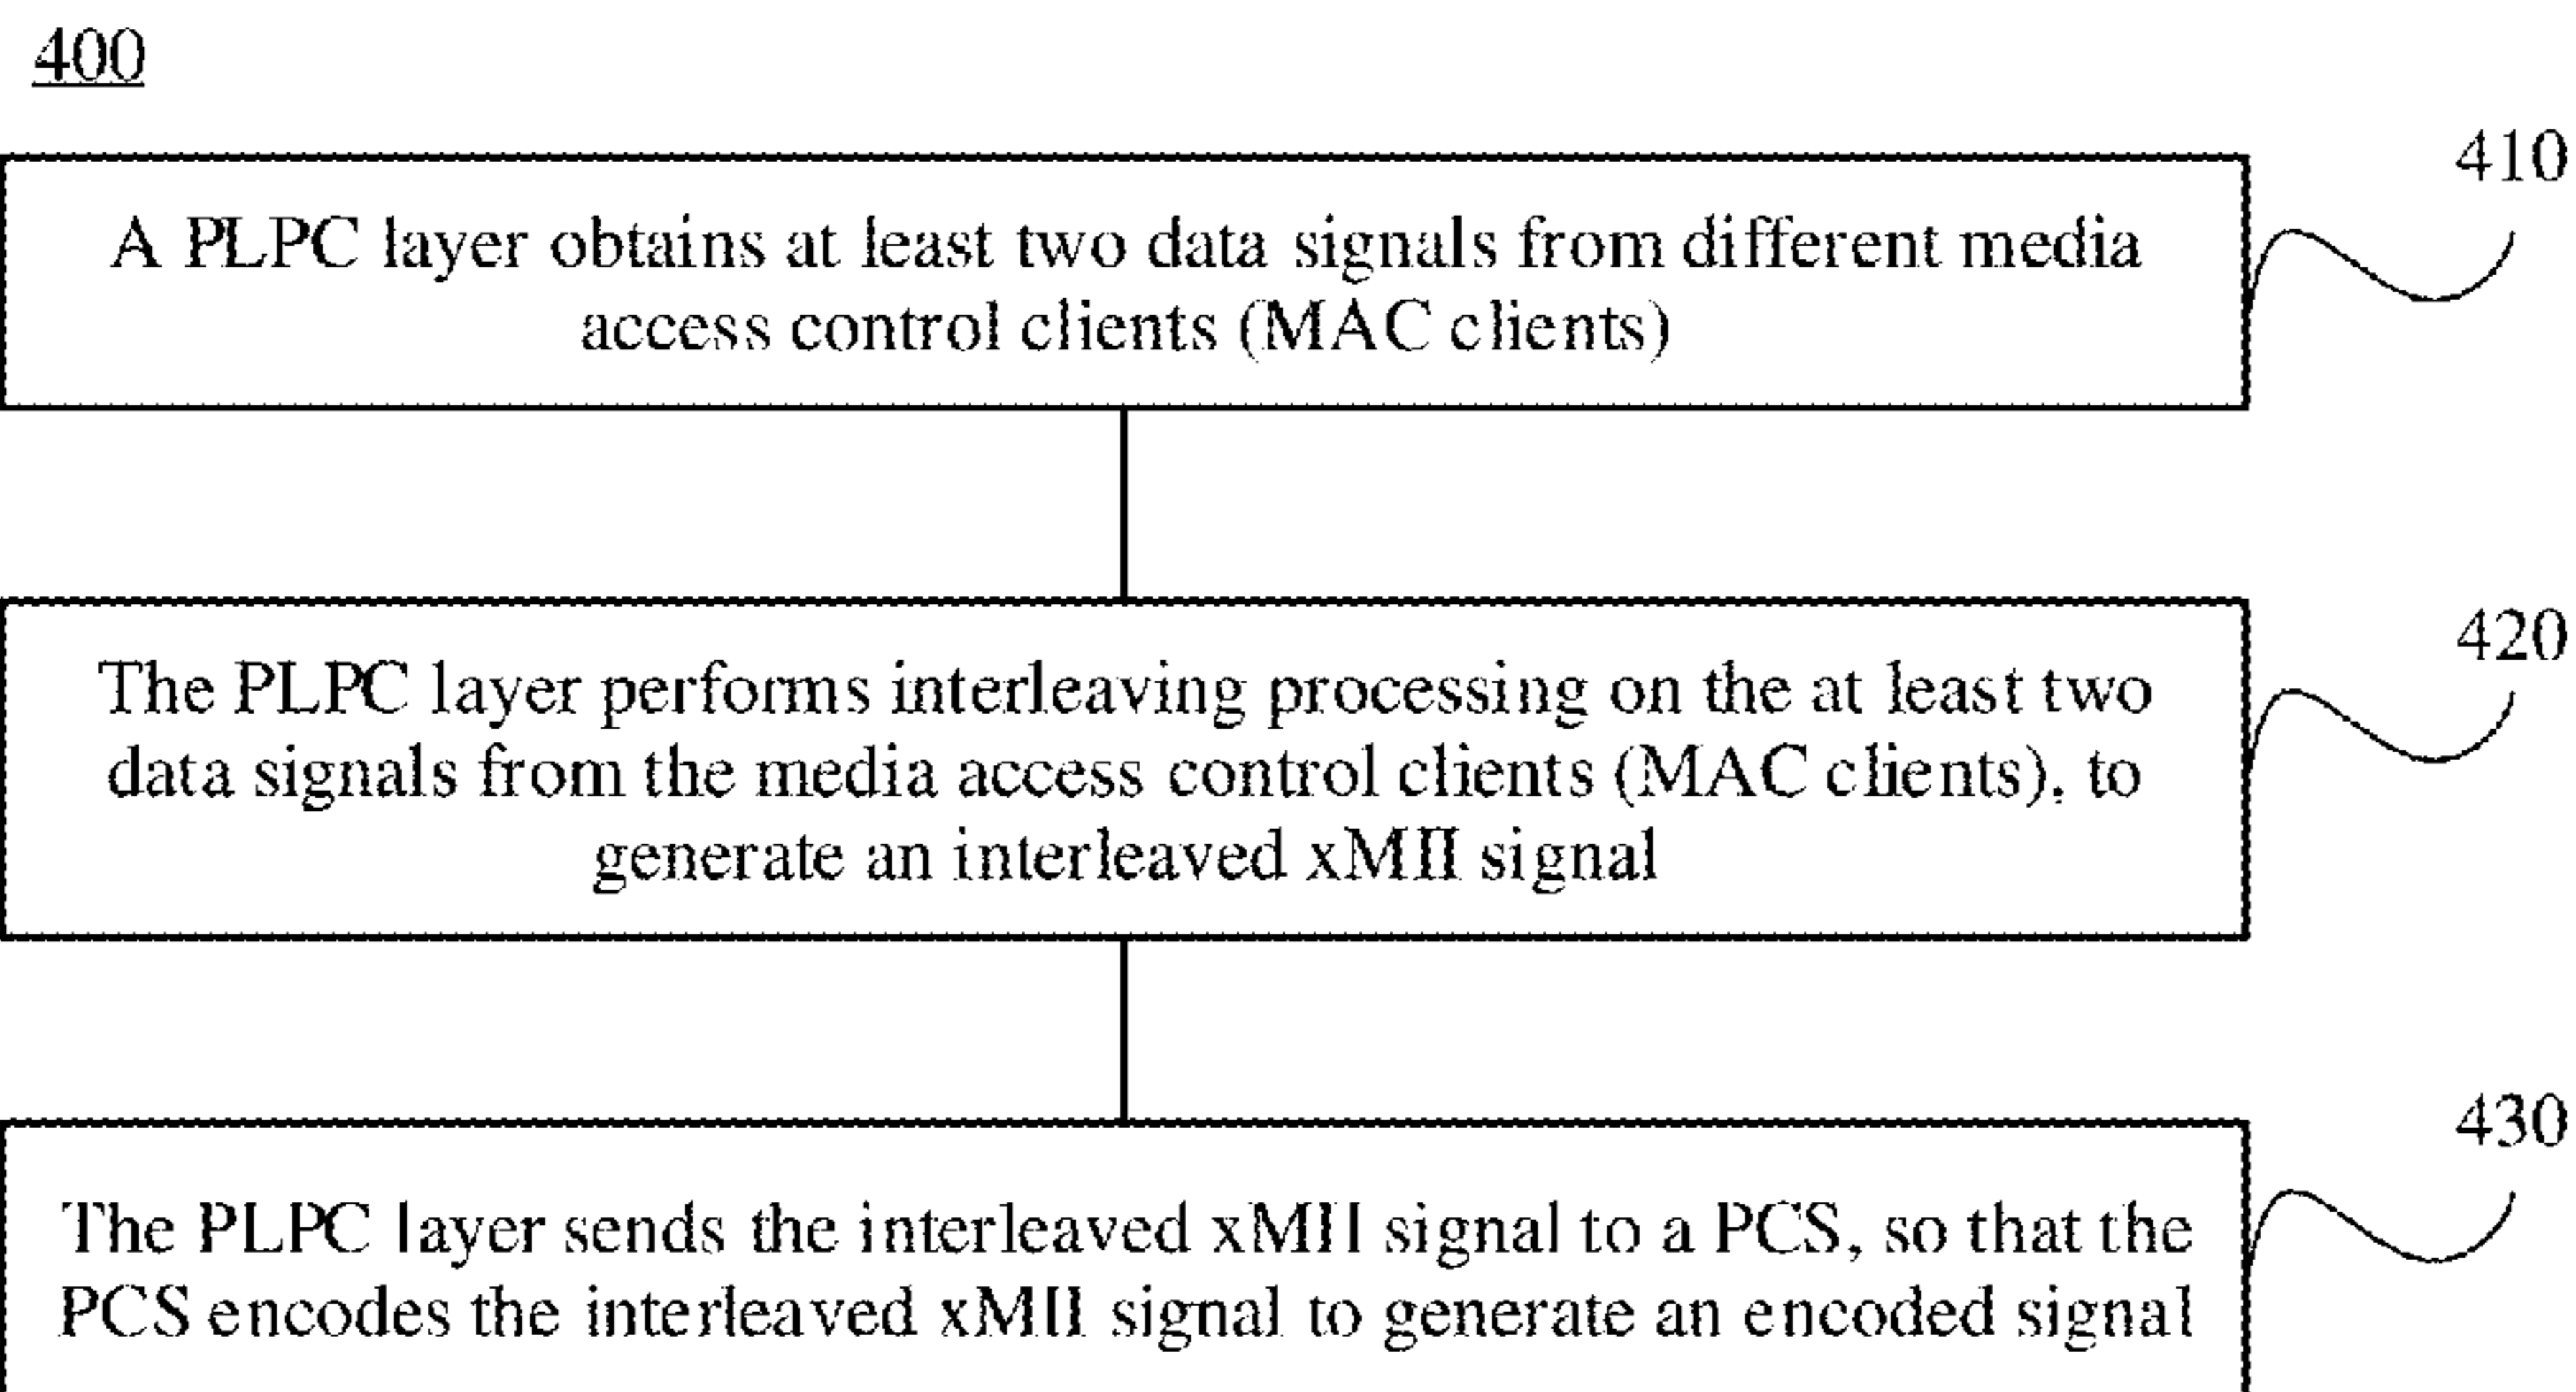 400
410
A PLPC layer obtains at least two data signals from different media
access control clients (MAC clients)
420
The PLPC layer performs interleaving processing on the at least two
data signals from the media access control clients (MAC clients), to
generate an interleaved xMII signal
430
The PLPC layer sends the interleaved xMII signal to a PCS, so that the
PCS encodes the interleaved xMII signal to generate an encoded signal